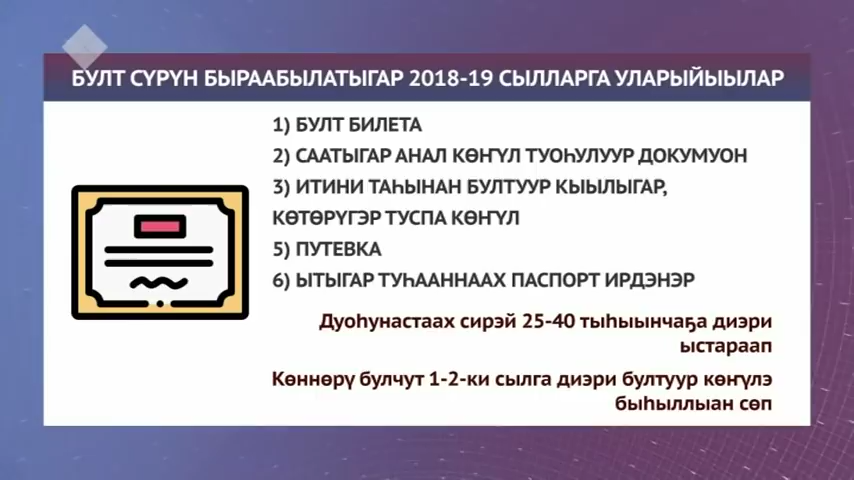 БУЛТ СҮРҮН БЫРААБЫЛАТЫГАР 2018-19 СЫЛЛАРГА УЛАРЫЙЫЫЛАР
1) БУЛТ БИЛЕТА
2) СААТЫГАР АНАЛ КӨҤҮЛ ТУОҺУЛУУР ДОКУМУОН
3) ИТИНИ ТАҺЫНАН БУЛТУУР КЫЫЛЫГАР,
КӨТӨРҮГЭР ТУСПА КӨҤҮЛ
5) ПУТЕВКА
6) ЫТЫГАР ТУҺААННААХ ПАСПОРТ ИРДЭНЭР
Дуоһунастаах сирэй 25-40 тыһыынчаҕа диэри
ыстараап
Көннөрү булчут 1-2-ки сылга диэри бултуур көҥүлэ
быһыллыан сөп